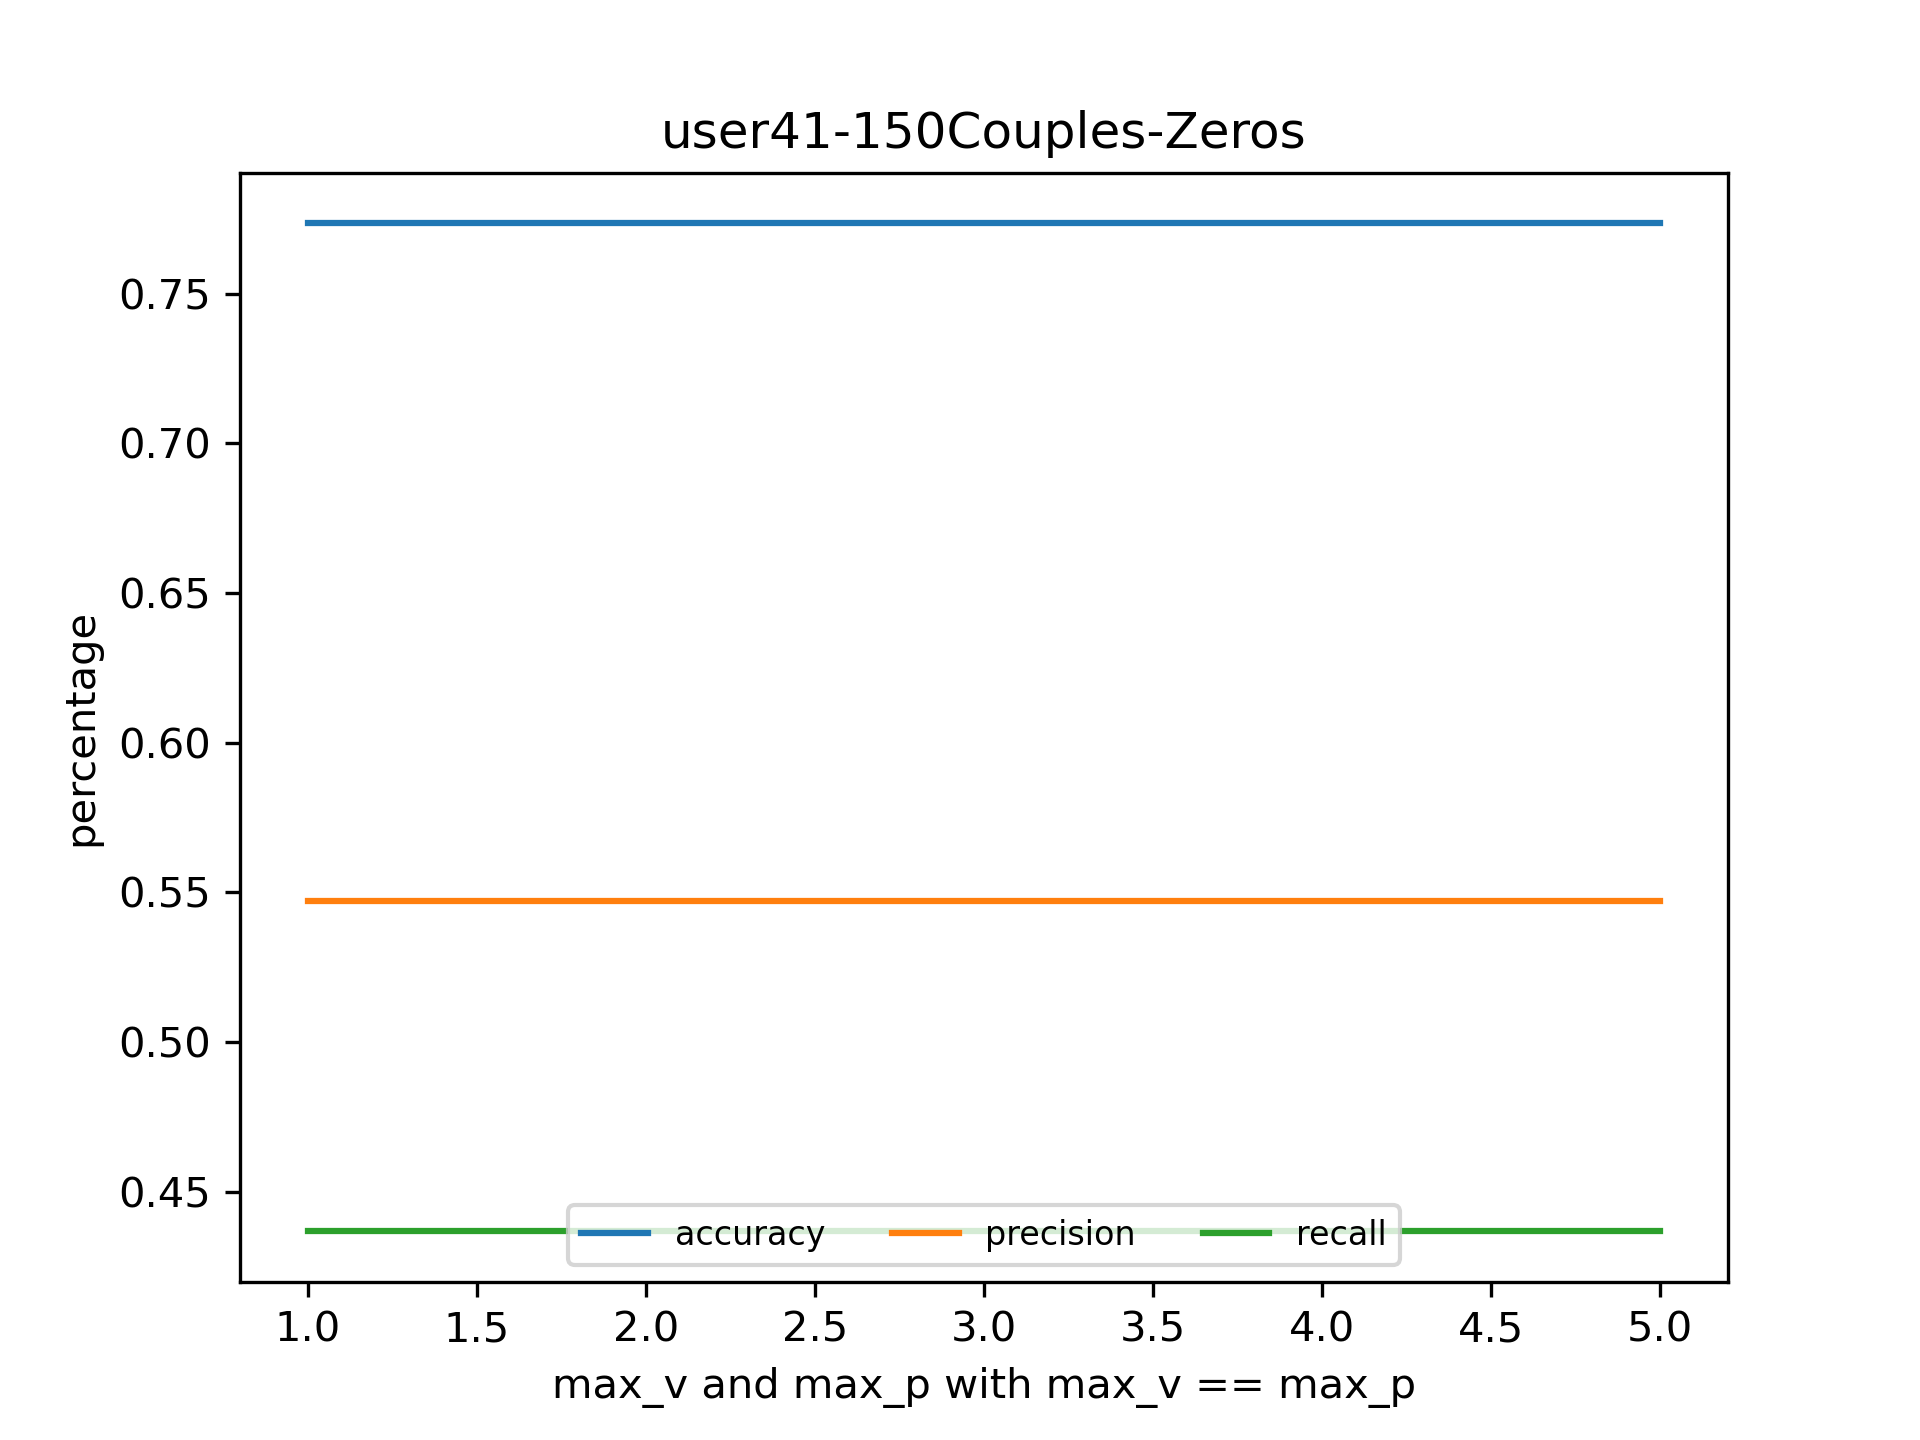 user41-150Couples-Zeros
percentage
0.75
0.70
0.65
0.60
0.55
0.50
0.45
accuracy precision recall
1.0 1.5 2.0 2.5 3.0 3.5 4.0 4.5 5.0
max_v and max_p with max_v == max_p